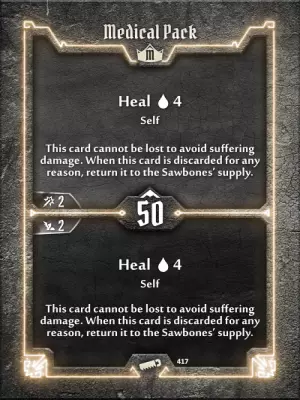 Medical Pack
M
Heal 4
Self
This card cannot be lost to avoid suffering
damage. When this card is discarded for any
reason, return it to the Sawbones’ supply.
2
50
2
Heal 4
Self
This card cannot be lost to avoid suffering
damage. When this card is discarded for any
reason, return it to the Sawbones’ supply.
417